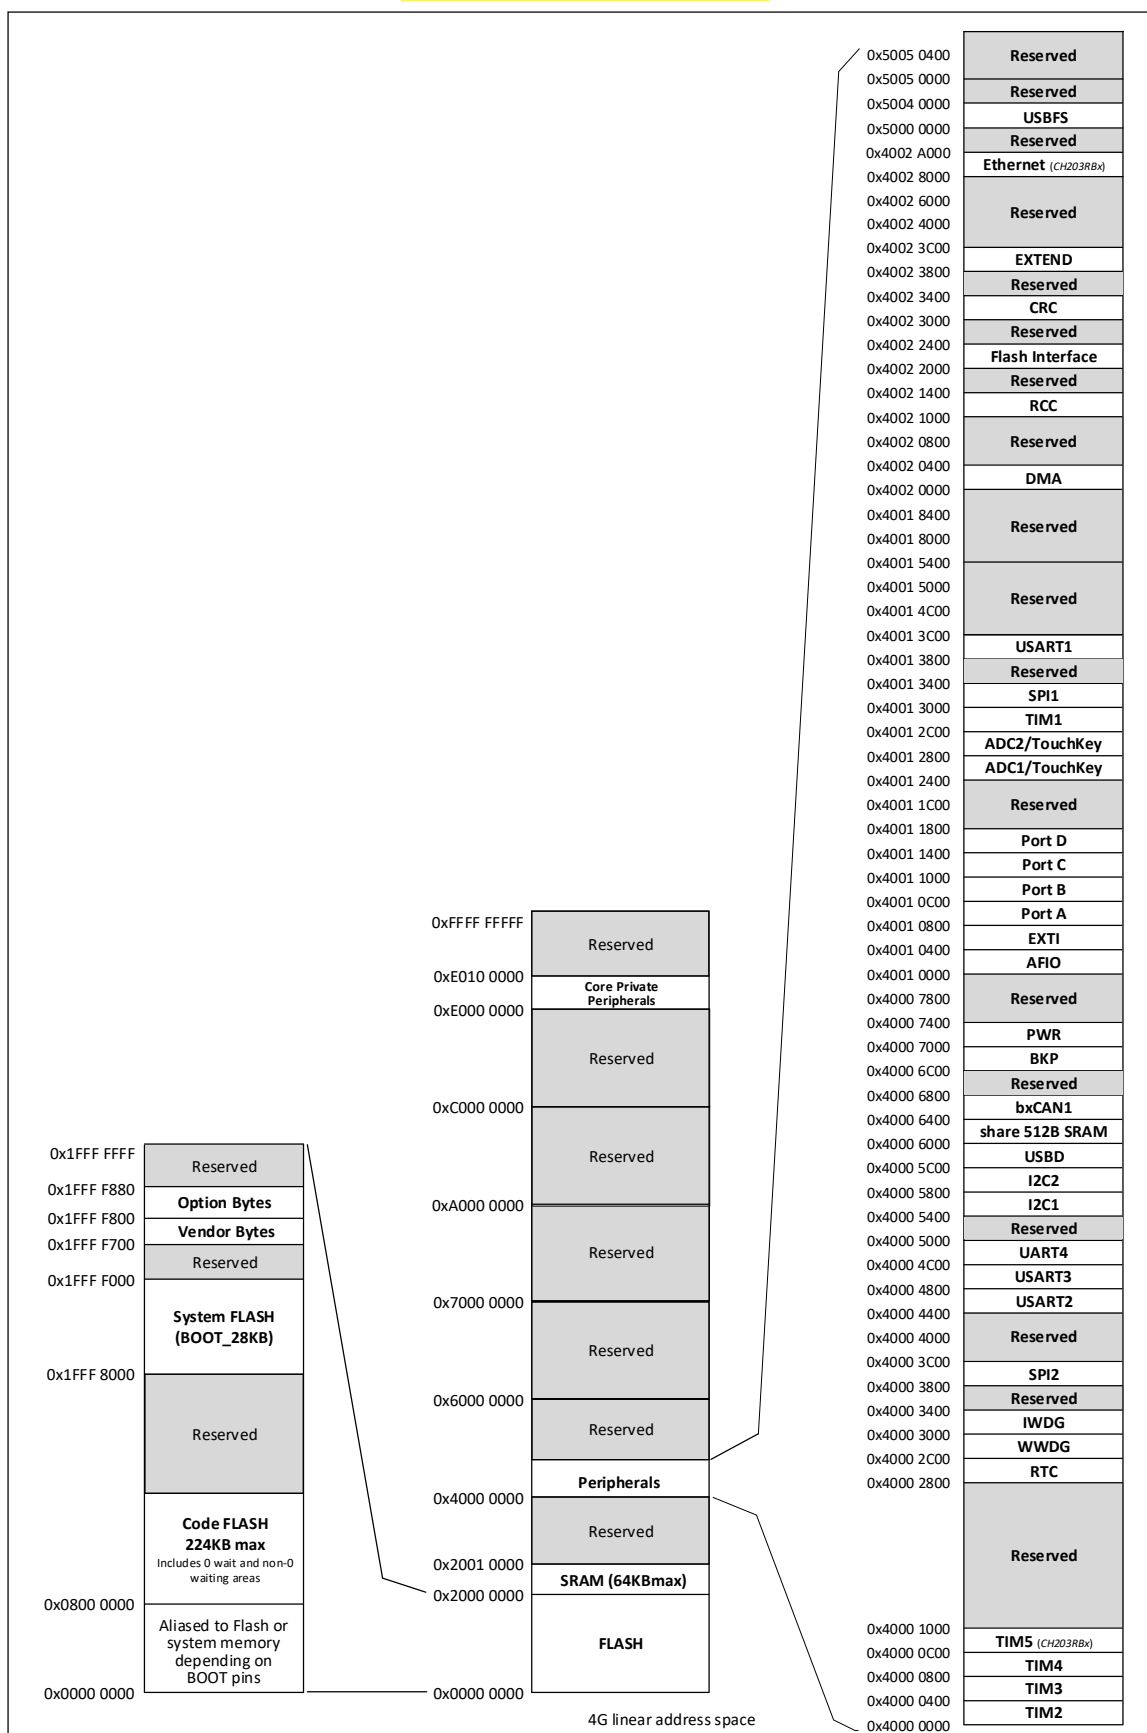 0x1FFF FFFF
Reserved
0x1FFF F880
Option Bytes
0x1FFF F800
Vendor Bytes
0x1FFF F700
Reserved
0x1FFF F000
System FLASH
(BOOT_28KB)
0x1FFF 8000
Reserved
Code FLASH
224KB max
Includes 0 wait and non-0
waiting areas
0x0800 0000
Aliased to Flash or
system memory
depending on
BOOT pins
0x0000 0000
0xFFFF FFFFF
Reserved
0xE010 0000
Core Private
Peripherals
0xE000 0000
Reserved
0xC000 0000
Reserved
0xA000 0000
Reserved
0x7000 0000
Reserved
0x6000 0000
Reserved
Peripherals
0x4000 0000
Reserved
0x2001 0000
SRAM (64KBmax)
0x2000 0000
FLASH
0x0000 0000
4G linear address space
0x5005 0400
Reserved
0x5005 0000
Reserved
0x5004 0000
USBFS
0x5000 0000
Reserved
0x4002 A000
Ethernet (CH203RBx)
0x4002 8000
0x4002 6000
Reserved
0x4002 4000
0x4002 3C00
EXTEND
0x4002 3800
Reserved
0x4002 3400
CRC
0x4002 3000
Reserved
0x4002 2400
Flash Interface
0x4002 2000
Reserved
0x4002 1400
RCC
0x4002 1000
0x4002 0800
Reserved
0x4002 0400
DMA
0x4002 0000
0x4001 8400
Reserved
0x4001 8000
0x4001 5400
0x4001 5000
Reserved
0x4001 4C00
0x4001 3C00
USART1
0x4001 3800
Reserved
0x4001 3400
SPI1
0x4001 3000
TIM1
0x4001 2C00
ADC2/TouchKey
0x4001 2800
ADC1/TouchKey
0x4001 2400
0x4001 1C00
Reserved
0x4001 1800
Port D
0x4001 1400
Port C
0x4001 1000
Port B
0x4001 0C00
Port A
0x4001 0800
EXTI
0x4001 0400
AFIO
0x4001 0000
0x4000 7800
Reserved
0x4000 7400
PWR
0x4000 7000
BKP
0x4000 6C00
Reserved
0x4000 6800
bxCAN1
0x4000 6400
share 512B SRAM
0x4000 6000
USBD
0x4000 5C00
I2C2
0x4000 5800
I2C1
0x4000 5400
Reserved
0x4000 5000
UART4
0x4000 4C00
USART3
0x4000 4800
USART2
0x4000 4400
0x4000 4000
Reserved
0x4000 3C00
SPI2
0x4000 3800
Reserved
0x4000 3400
IWDG
0x4000 3000
WWDG
0x4000 2C00
RTC
0x4000 2800
Reserved
0x4000 1000
TIM5 (CH203RBx)
0x4000 0C00
TIM4
0x4000 0800
TIM3
0x4000 0400
TIM2
0x4000 0000